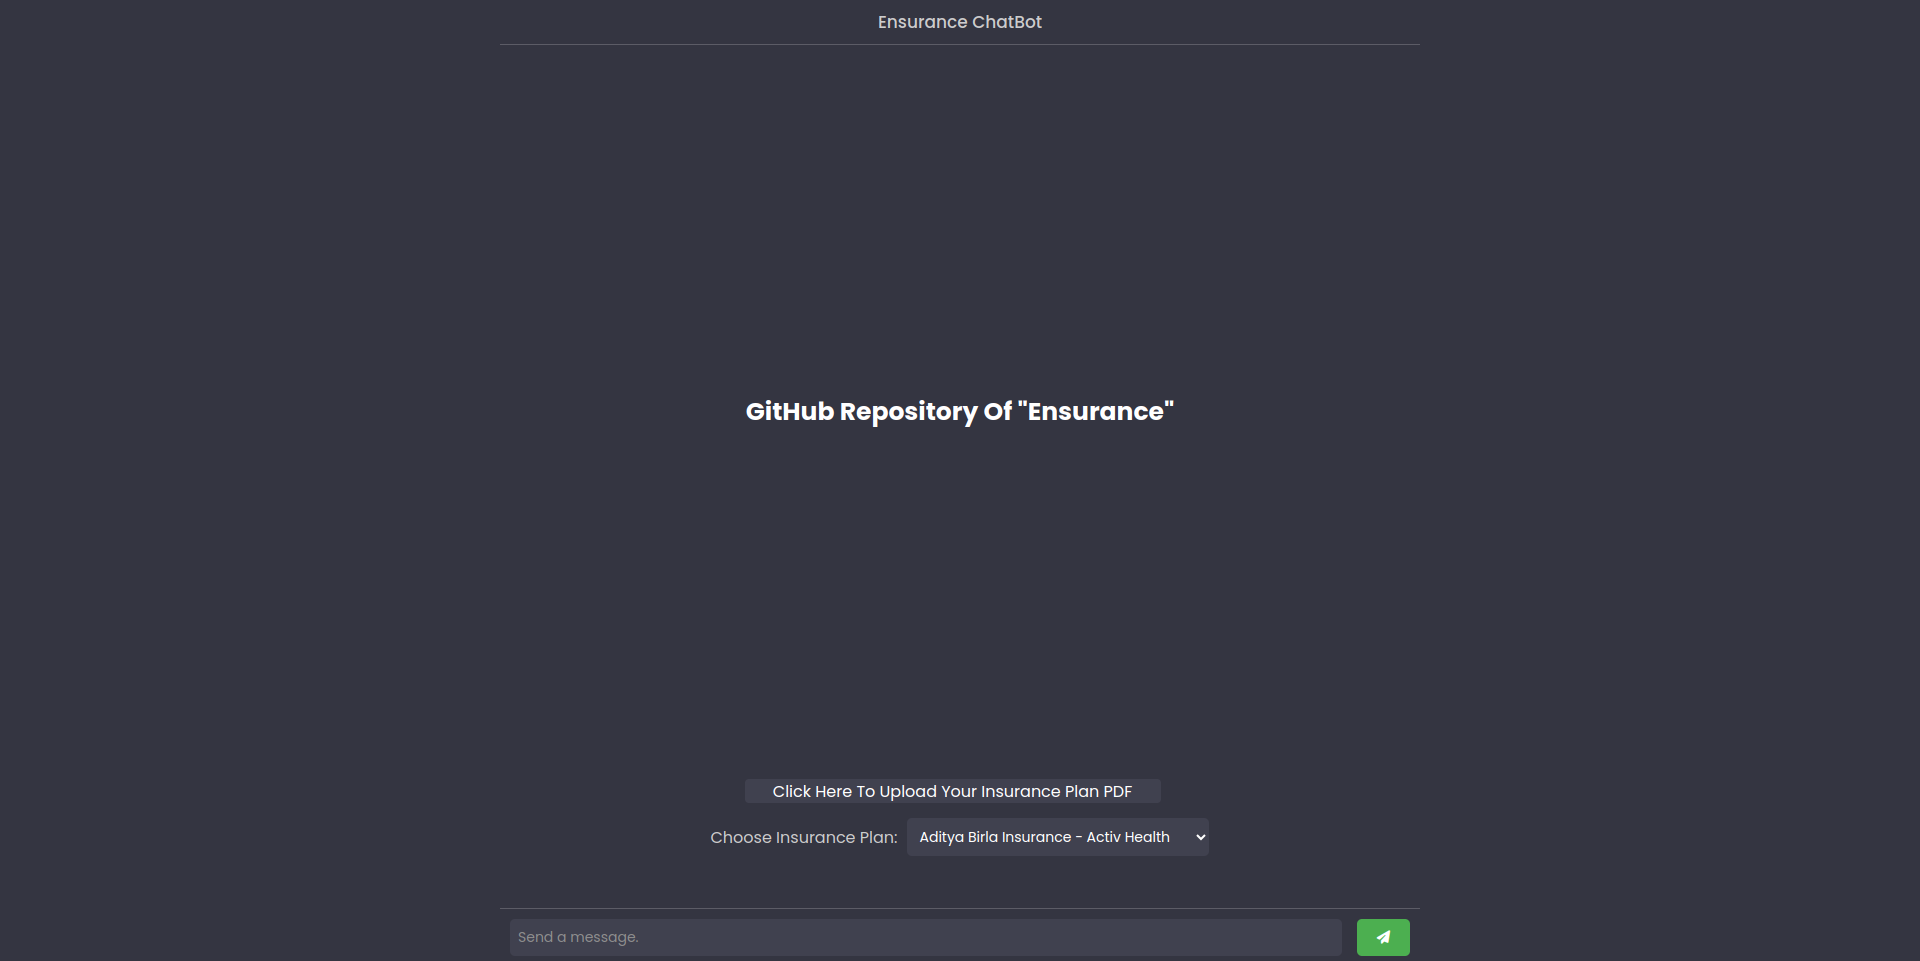 Ensurance ChatBot
GitHub Repository Of "Ensurance"
Click Here To Upload Your Insurance Plan PDF
Choose Insurance Plan: Aditya Birla Insurance - Activ Health
Send a message.